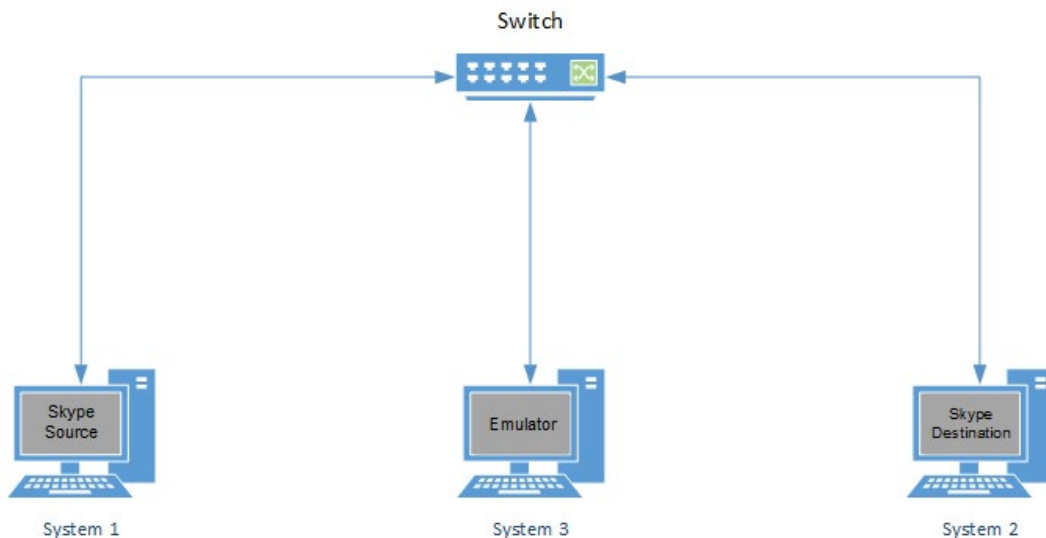 Switch
Skype
Source
Emulator
Skype
Destination
System 1
System 3
System 2